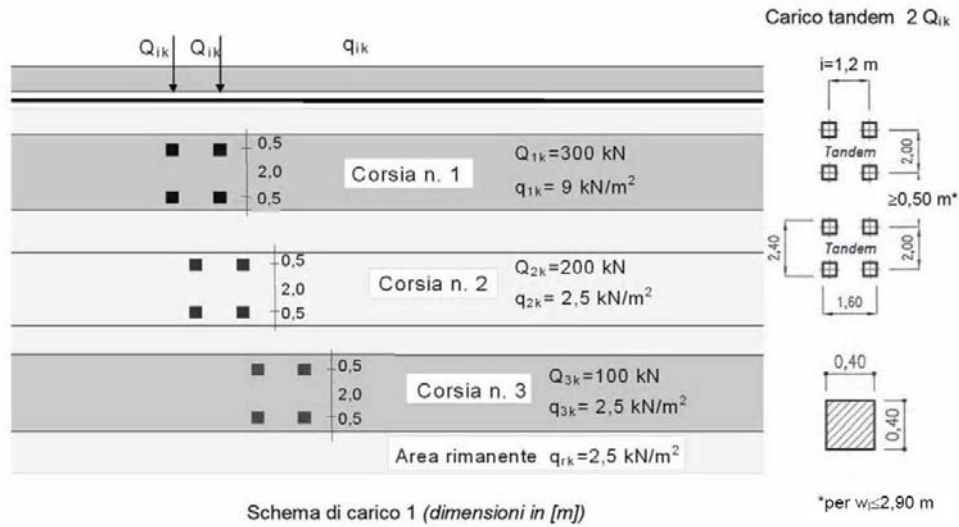 Carico tandem 2 Qik
Qik Qik qik
i=1,2 m
0,5
2,0
0,5
Corsia n. 1
Q1k=300 kN
q1k= 9 kN/m²
Tandem
2,00
≥0,50 m*
0,5
2,0
0,5
Corsia n. 2
Q2k=200 kN
q2k= 2,5 kN/m²
2,40
Tandem
2,00
1,60
0,5
2,0
0,5
Corsia n. 3
Q3k=100 kN
q3k= 2,5 kN/m²
0,40
0,40
Area rimanente qrk=2,5 kN/m²
Schema di carico 1 (dimensioni in [m])
*per wl≤2,90 m